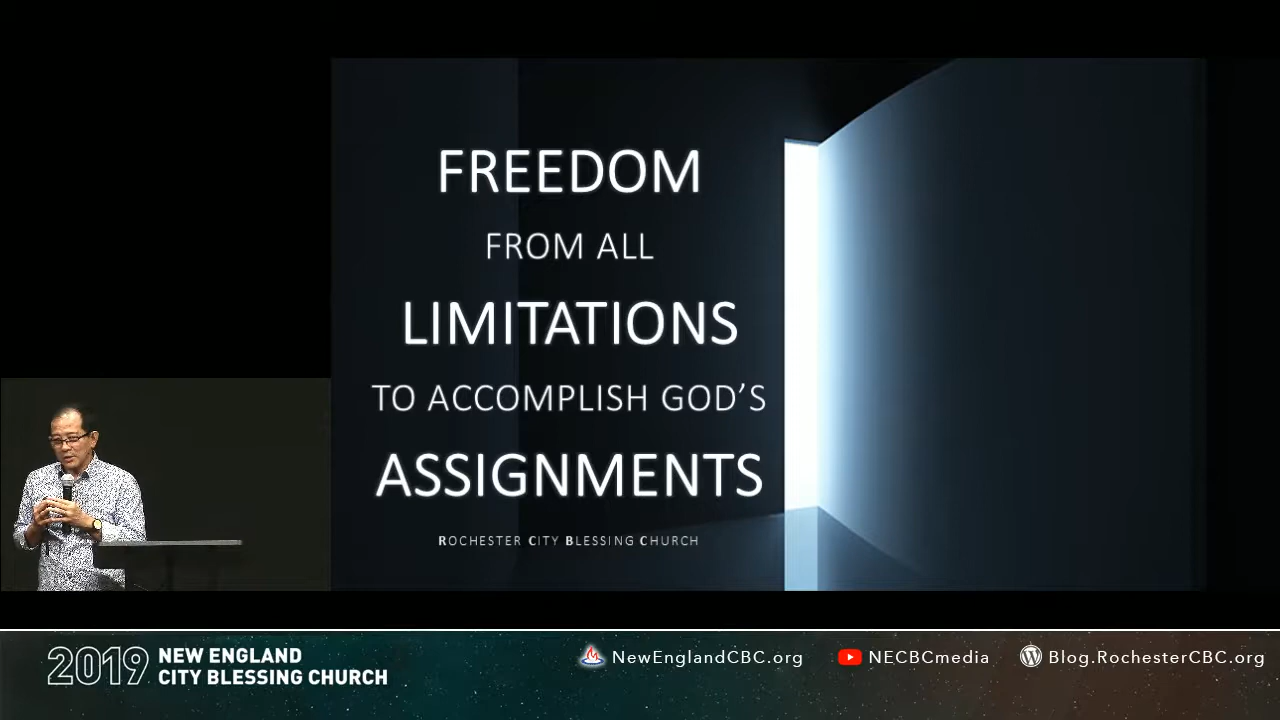 FREEDOM
FROM ALL
LIMITATIONS
TO ACCOMPLISH GOD’S
ASSIGNMENTS
ROCHESTER CITY BLESSING CHURCH
2019 NEW ENGLAND
CITY BLESSING CHURCH
NewEnglandCBC.org
NECBCmedia
Blog.RochesterCBC.org